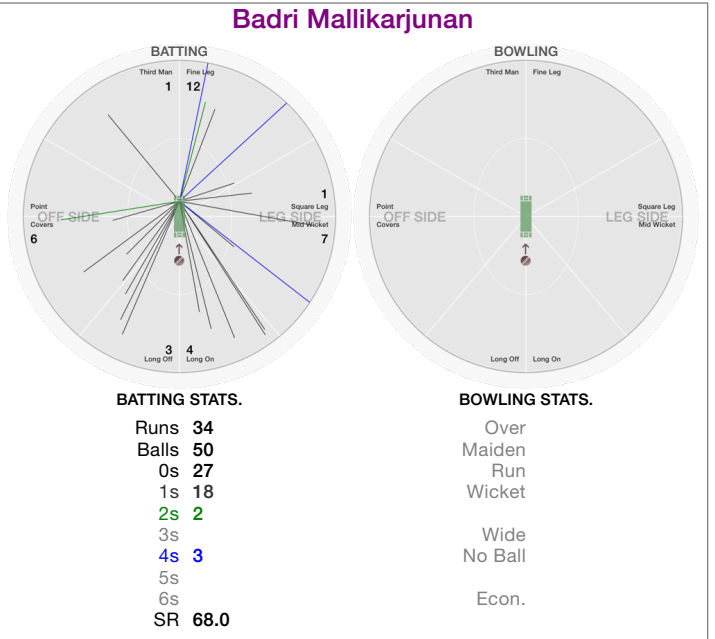 Badri Mallikarjunan
BATTING
Third Man Fine Leg
1 12
1
Point Square Leg
OFF SIDE LEG SIDE
Covers Mid Wicket
6 7
3 4
Long Off Long On
BOWLING
Third Man Fine Leg
Point Square Leg
OFF SIDE LEG SIDE
Covers Mid Wicket
Long Off Long On
BATTING STATS.
Runs 34
Balls 50
0s 27
1s 18
2s 2
3s
4s 3
5s
6s
SR 68.0
BOWLING STATS.
Over
Maiden
Run
Wicket
Wide
No Ball
Econ.